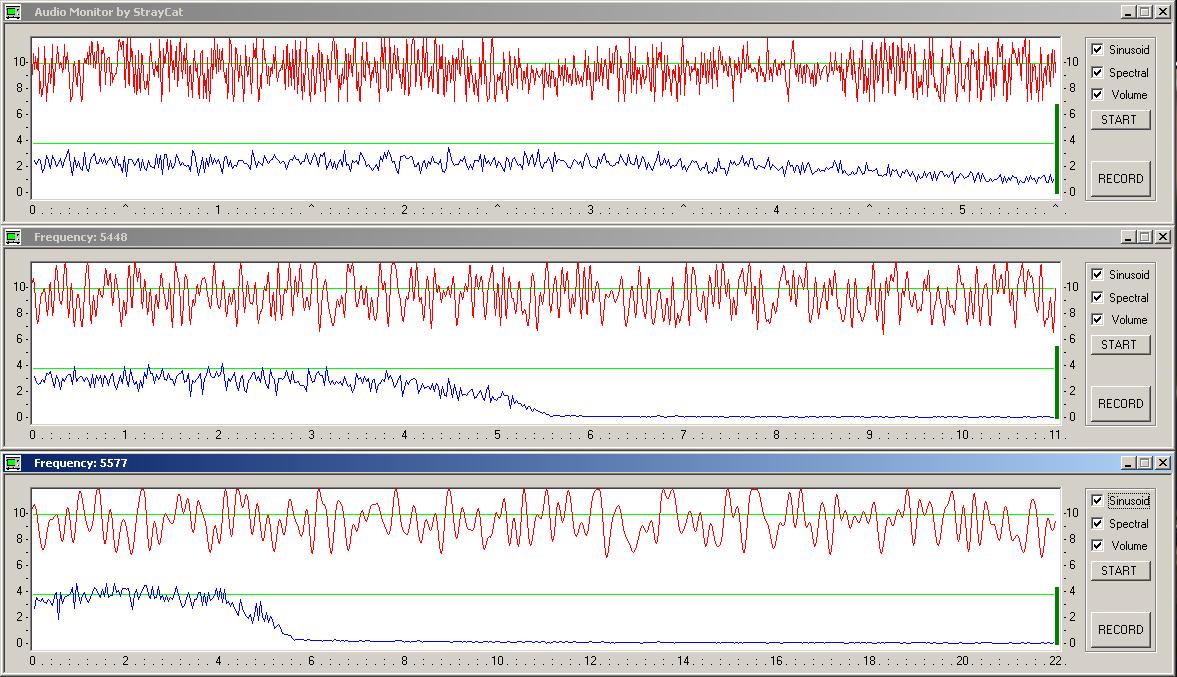 Audio Monitor by StrayCat
10- -10 Sinusoid
8- -8 Spectral
6- -6 Volume
4- -4 START
2- -2 RECORD
0- -0
0 . : . : . : . ^ . 1 . : . : . : . ^ . 2 . : . : . : . ^ . 3 . : . : . : . ^ . 4 . : . : . : . ^ . 5 . : . : . : . ^ .
Frequency: 5448
10- -10 Sinusoid
8- -8 Spectral
6- -6 Volume
4- -4 START
2- -2 RECORD
0- -0
0 . : . : . 1 . : . : . 2 . : . : . 3 . : . : . 4 . : . : . 5 . : . : . 6 . : . : . 7 . : . : . 8 . : . : . 9 . : . : . 10 . : . : . 11 .
Frequency: 5577
10- -10 Sinusoid
8- -8 Spectral
6- -6 Volume
4- -4 START
2- -2 RECORD
0- -0
0 . : . : . 2 . : . : . 4 . : . : . 6 . : . : . 8 . : . : . 10 . : . : . 12 . : . : . 14 . : . : . 16 . : . : . 18 . : . : . 20 . : . : . 22 .